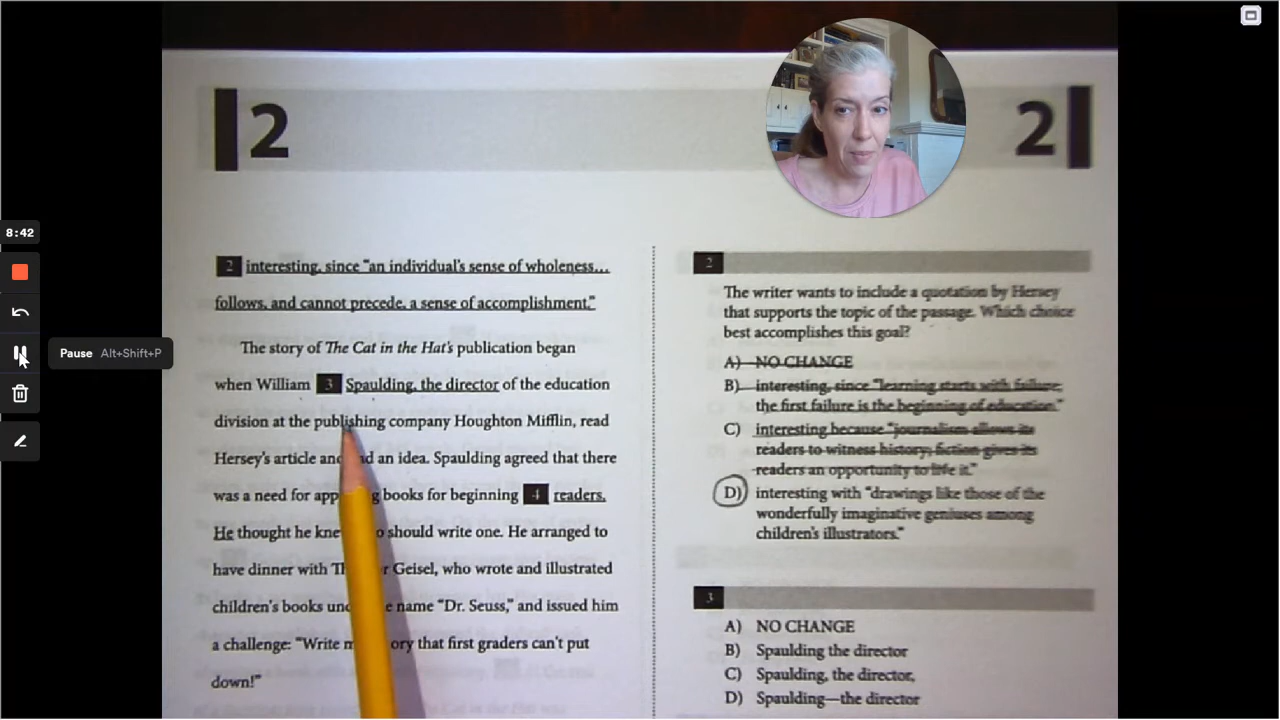 2
2
8:42
Pause Alt+Shift+P
2 interesting, since “an individual’s sense of wholeness…
follows, and cannot precede, a sense of accomplishment.”
The story of The Cat in the Hat’s publication began
when William 3 Spaulding, the director of the education
division at the publishing company Houghton Mifflin, read
Hersey’s article and had an idea. Spaulding agreed that there
was a need for app g books for beginning 4 readers.
He thought he kne o should write one. He arranged to
have dinner with Th r Geisel, who wrote and illustrated
children’s books und e name “Dr. Seuss,” and issued him
a challenge: “Write m ory that first graders can’t put
down!”
2
The writer wants to include a quotation by Hersey
that supports the topic of the passage. Which choice
best accomplishes this goal?
A) NO CHANGE
B) interesting, since “learning starts with failure;
the first failure is the beginning of education.”
C) interesting because “journalism allows its
readers to witness history; fiction gives its
readers an opportunity to live it.”
D) interesting with “drawings like those of the
wonderfully imaginative geniuses among
children’s illustrators.”
3
A) NO CHANGE
B) Spaulding the director
C) Spaulding, the director,
D) Spaulding—the director